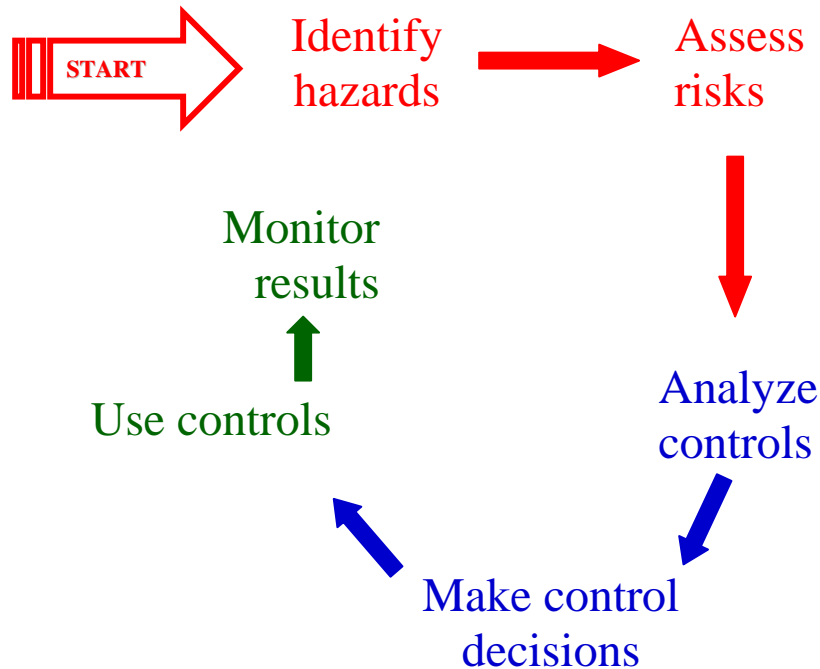 START
Identify
hazards
Assess
risks
Analyze
controls
Make control
decisions
Use controls
Monitor
results